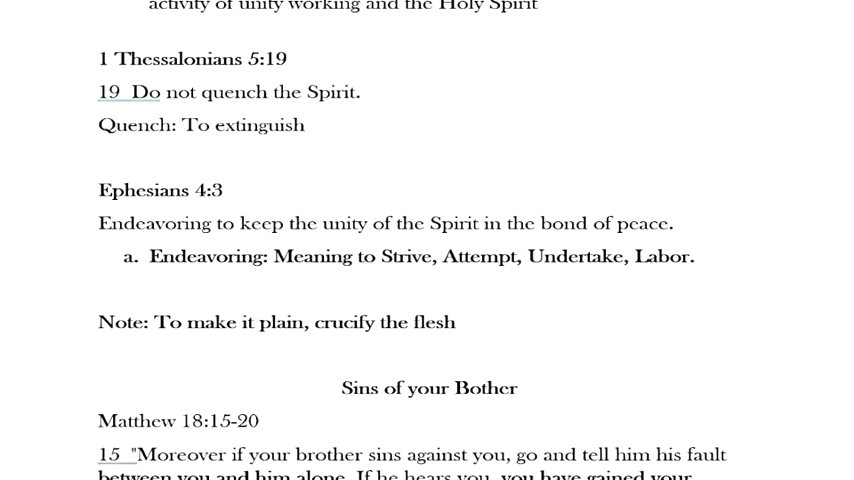 activity of unity working and the Holy Spirit
1 Thessalonians 5:19
19  Do not quench the Spirit.
Quench: To extinguish
Ephesians 4:3
Endeavoring to keep the unity of the Spirit in the bond of peace.
a.  Endeavoring: Meaning to Strive, Attempt, Undertake, Labor.
Note: To make it plain, crucify the flesh
Sins of your Bother
Matthew 18:15-20
15  "Moreover if your brother sins against you, go and tell him his fault
between you and him alone. If he hears you, you have gained your